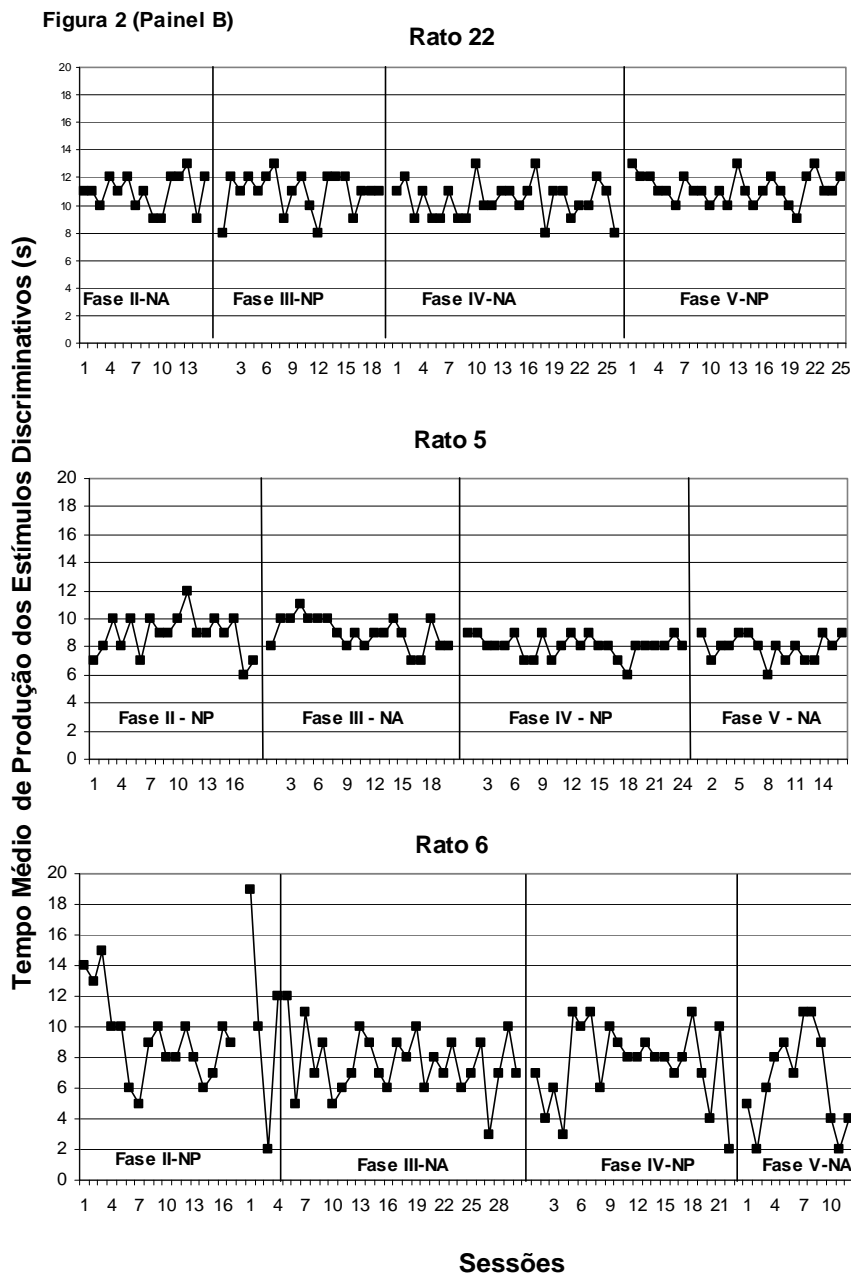 Figura 2 (Painel B)
Rato 22
20
18
16
14
12
10
8
6
4
2
0
Fase II-NA Fase III-NP Fase IV-NA Fase V-NP
1 4 7 10 13 3 6 9 12 15 18 1 4 7 10 13 16 19 22 25 1 4 7 10 13 16 19 22 25
Tempo Médio de Produção dos Estímulos Discriminativos (s)
Rato 5
20
18
16
14
12
10
8
6
4
2
0
Fase II - NP Fase III - NA Fase IV - NP Fase V - NA
1 4 7 10 13 16 3 6 9 12 15 18 3 6 9 12 15 18 21 24 2 5 8 11 14
Rato 6
20
18
16
14
12
10
8
6
4
2
0
Fase II-NP Fase III-NA Fase IV-NP Fase V-NA
1 4 7 10 13 16 1 4 7 10 13 16 19 22 25 28 3 6 9 12 15 18 21 1 4 7 10
Sessões